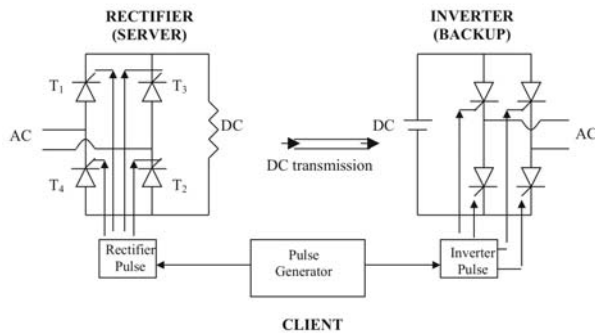 RECTIFIER
(SERVER)
INVERTER
(BACKUP)
T1
T3
AC
DC
DC
AC
DC transmission
T4
T2
Rectifier
Pulse
Pulse
Generator
Inverter
Pulse
CLIENT